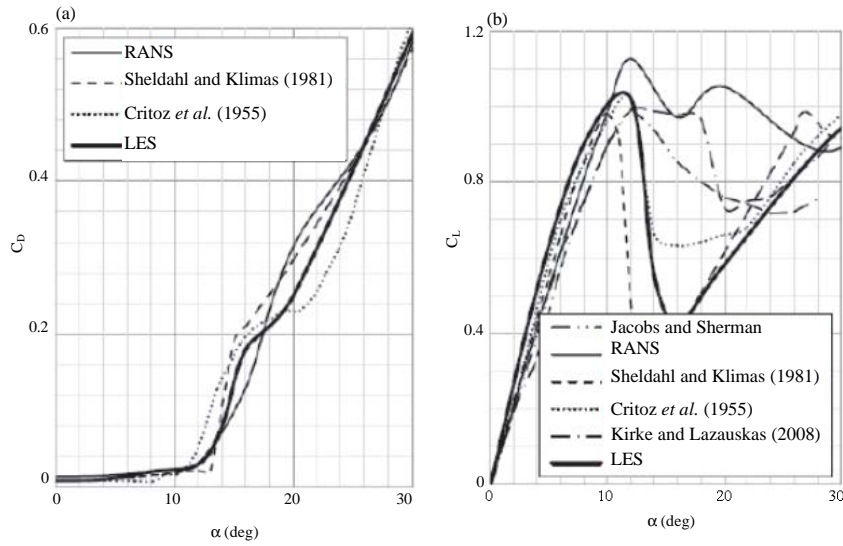 (a)
0.6
RANS
Sheldahl and Klimas (1981)
Critoz et al. (1955)
LES
0.4
C_D
0.2
0
0
10
20
30
α (deg)
(b)
1.2
0.8
C_L
0.4
Jacobs and Sherman
RANS
Sheldahl and Klimas (1981)
Critoz et al. (1955)
Kirke and Lazauskas (2008)
LES
0
0
10
20
30
α (deg)